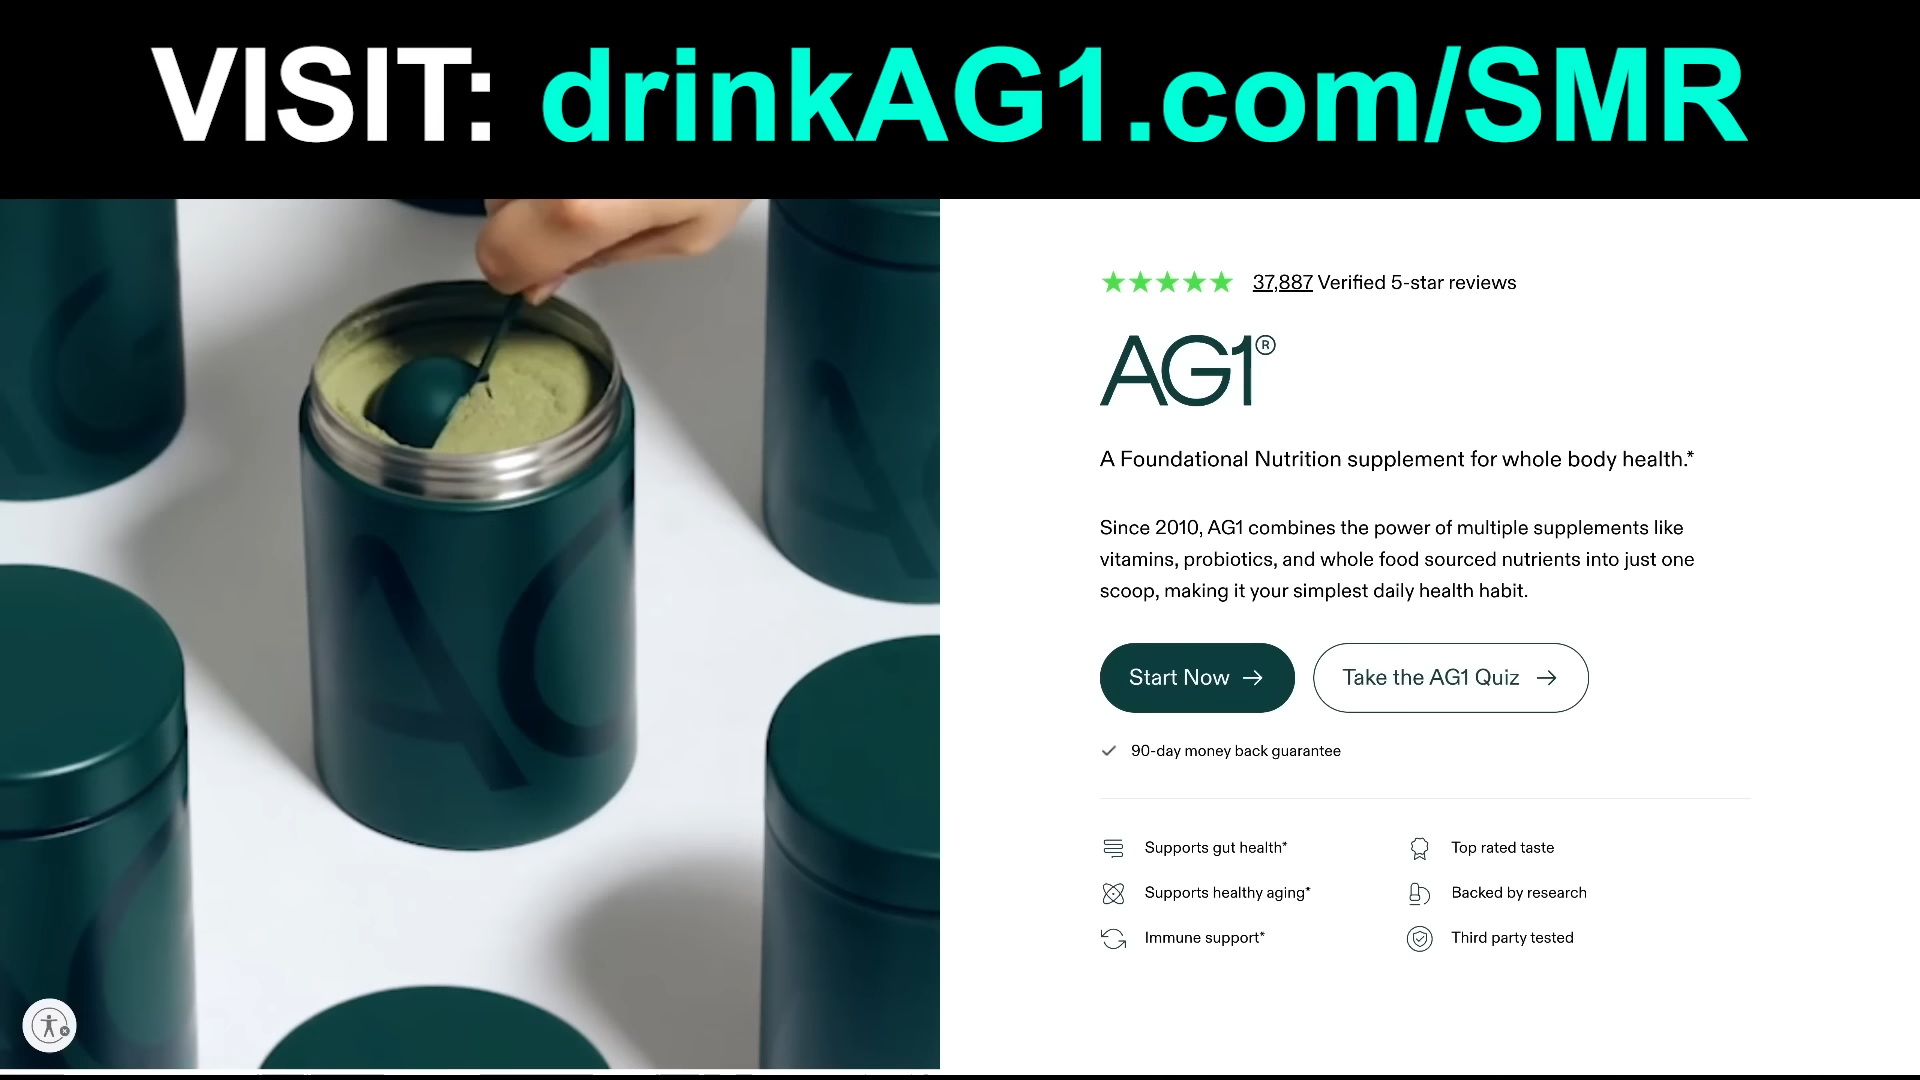 VISIT: drinkAG1.com/SMR
37,887 Verified 5-star reviews
AG1®
A Foundational Nutrition supplement for whole body health.*
Since 2010, AG1 combines the power of multiple supplements like
vitamins, probiotics, and whole food sourced nutrients into just one
scoop, making it your simplest daily health habit.
Start Now →
Take the AG1 Quiz →
90-day money back guarantee
Supports gut health*
Top rated taste
Supports healthy aging*
Backed by research
Immune support*
Third party tested
AG